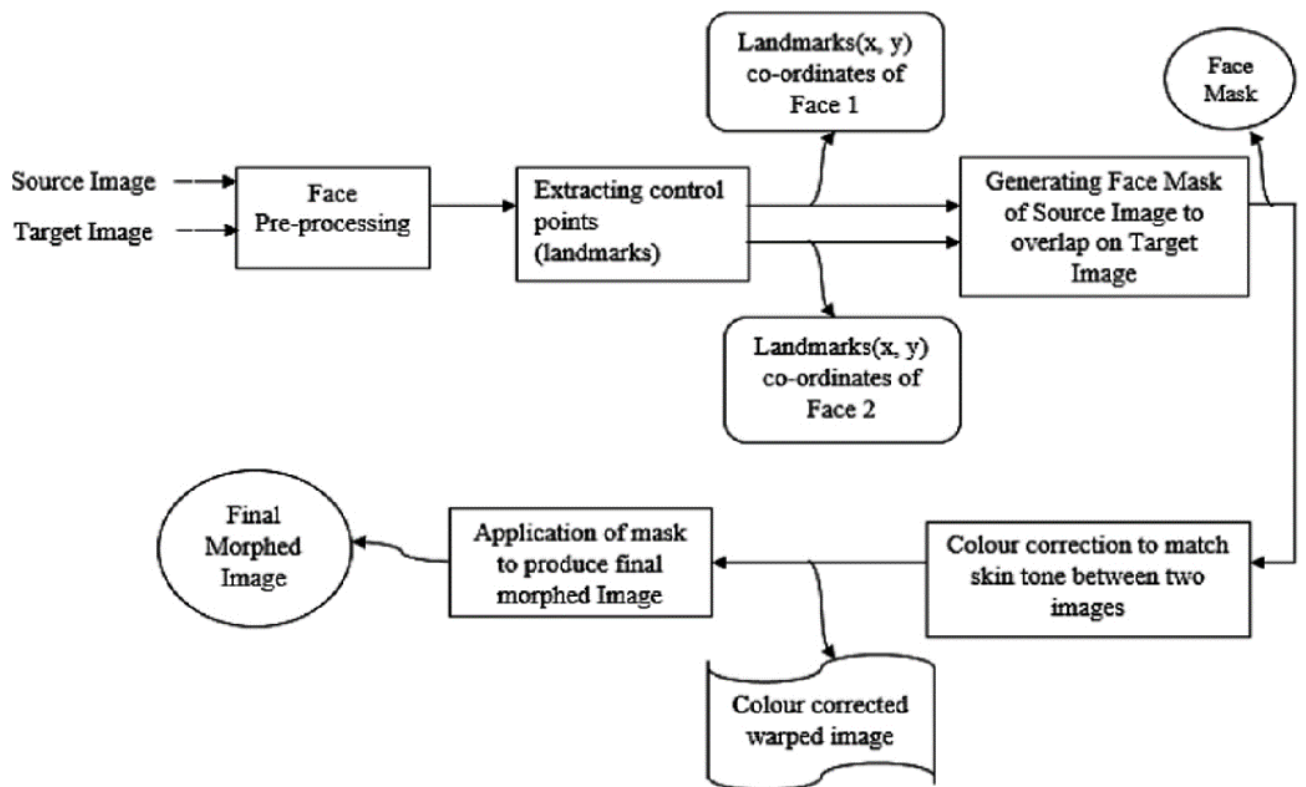 Landmarks(x, y)
co-ordinates of
Face 1
Face
Mask
Source Image
Target Image
Face
Pre-processing
Extracting control
points
(landmarks)
Generating Face Mask
of Source Image to
overlap on Target
Image
Landmarks(x, y)
co-ordinates of
Face 2
Final
Morphed
Image
Application of mask
to produce final
morphed Image
Colour correction to match
skin tone between two
images
Colour corrected
warped image